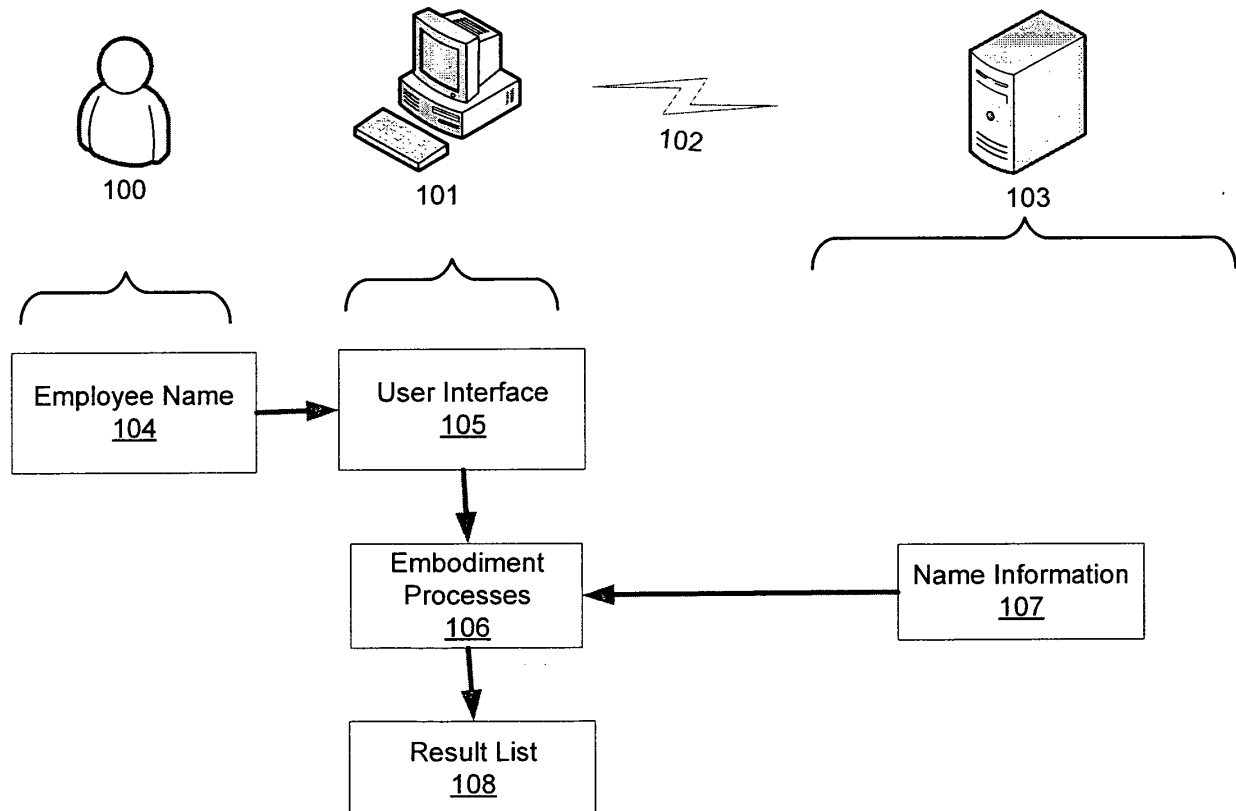 100
101
102
103
Employee Name
104
User Interface
105
Embodiment
Processes
106
Name Information
107
Result List
108